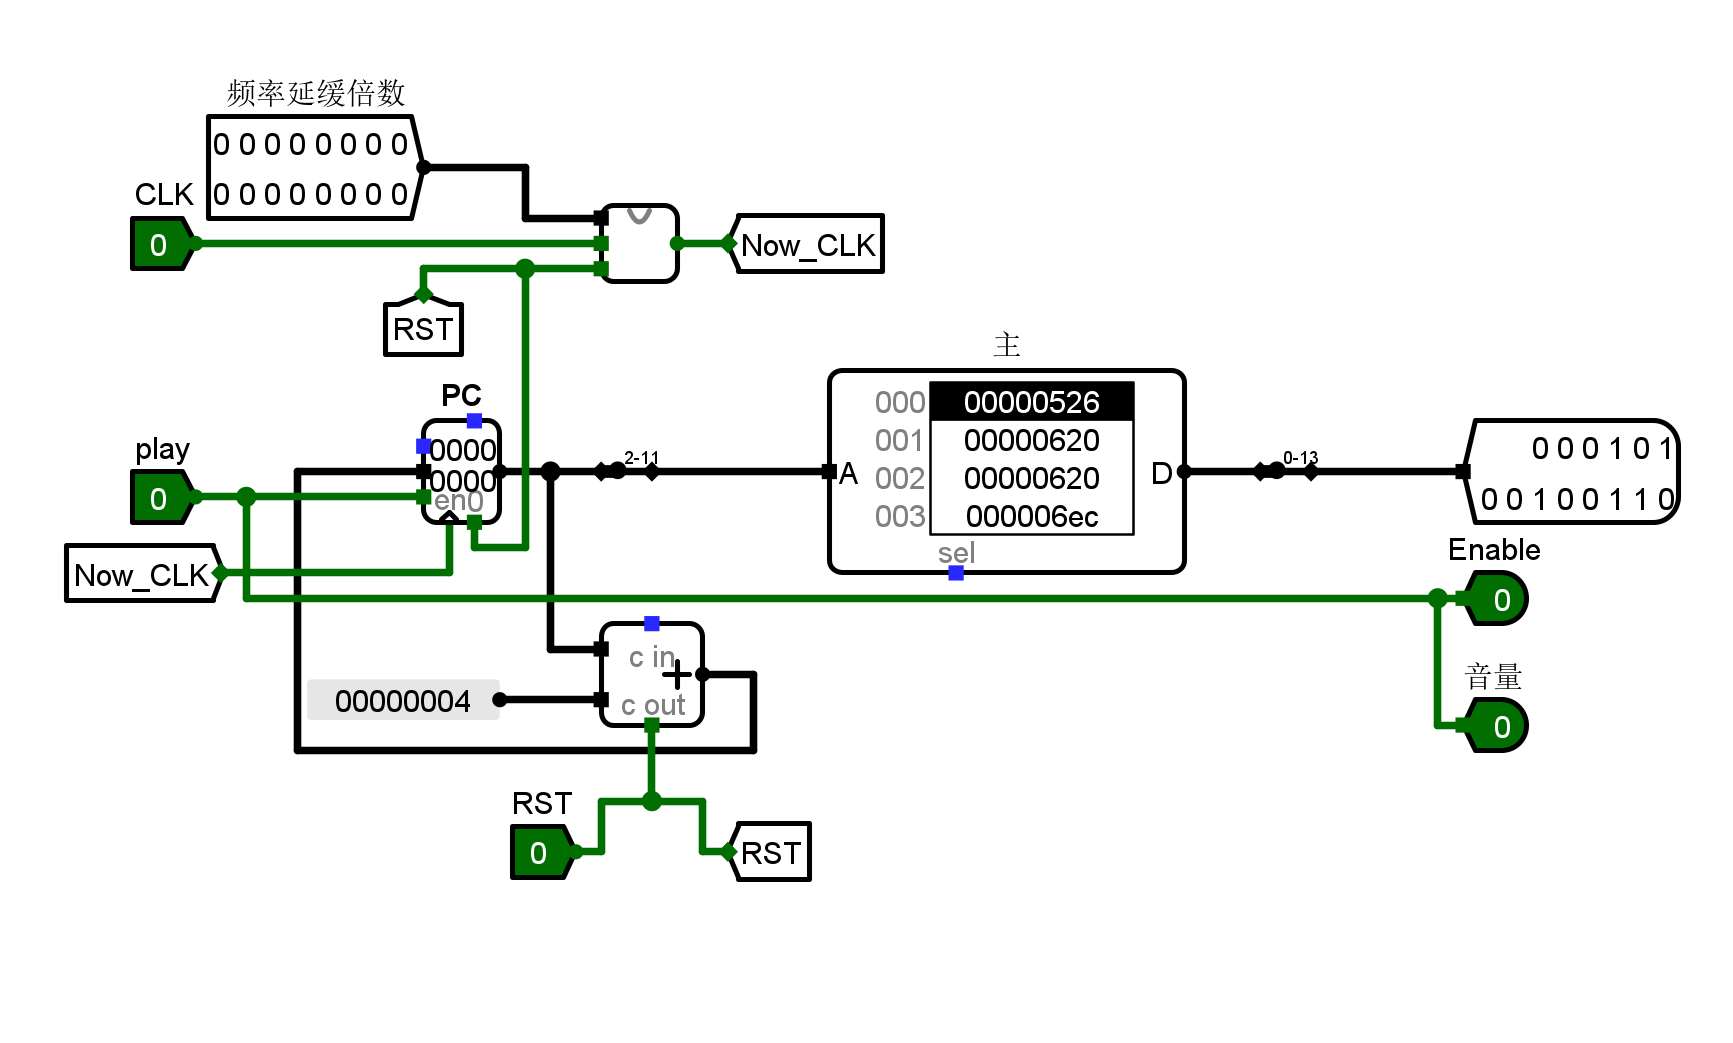 频率延缓倍数
0 0 0 0 0 0 0 0
0 0 0 0 0 0 0 0
CLK
0
Now_CLK
RST
主
PC
0000
0000
en0
play
0
2-11
A
000 00000526
001 00000620
002 00000620
003 000006ec
sel
D
0-13
0 0 0 1 0 1
0 0 1 0 0 1 1 0
Now_CLK
Enable
0
c in
c out
00000004
音量
0
RST
0
RST